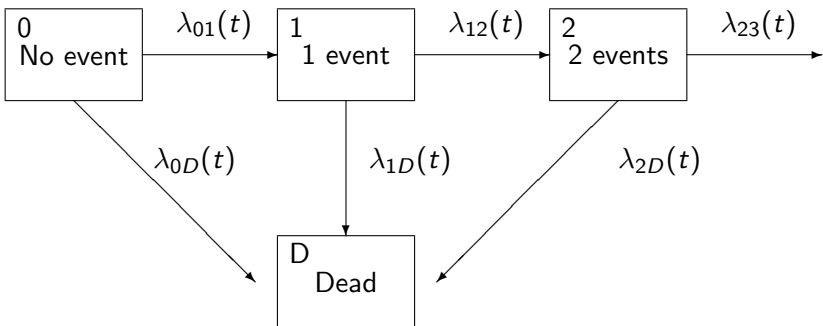 0
No event
λ01(t)
1
1 event
λ12(t)
2
2 events
λ23(t)
λ0D(t)
λ1D(t)
λ2D(t)
D
Dead